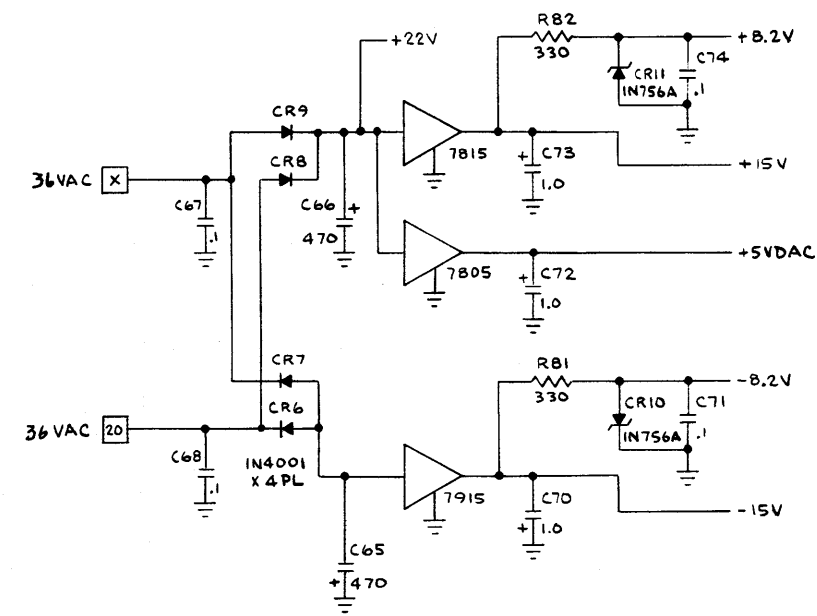 R82
330
+22V
+8.2V
CR11
1N756A
C74
.1
CR9
CR8
7815
+ C73
1.0
+15V
36VAC X
C67
.1
C66 +
470
7805
+ C72
1.0
+5VDAC
CR7
CR6
1N4001
X 4PL
R81
330
-8.2V
CR10
1N756A
C71
.1
36VAC 20
C68
.1
7915
C70
+ 1.0
-15V
C65
+ 470